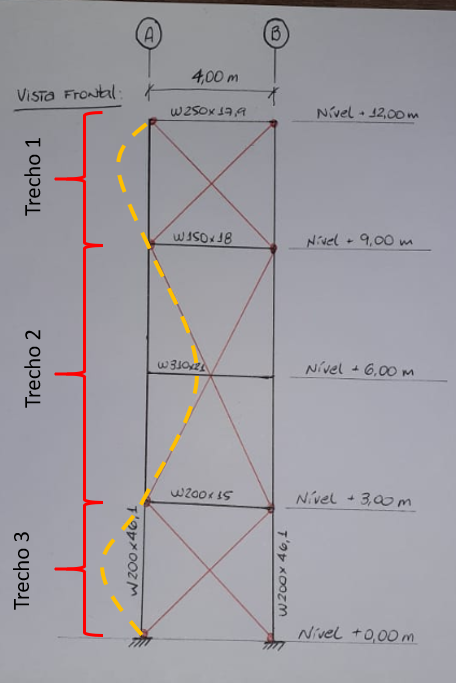 A B
4,00 m
Vista Frontal:
W250x17,9
Nível + 12,00 m
Trecho 1
W150x18
Nível + 9,00 m
Trecho 2
W310x21
Nível + 6,00 m
W200x15
Nível + 3,00 m
Trecho 3
W200x46,1
W200x46,1
Nível + 0,00 m